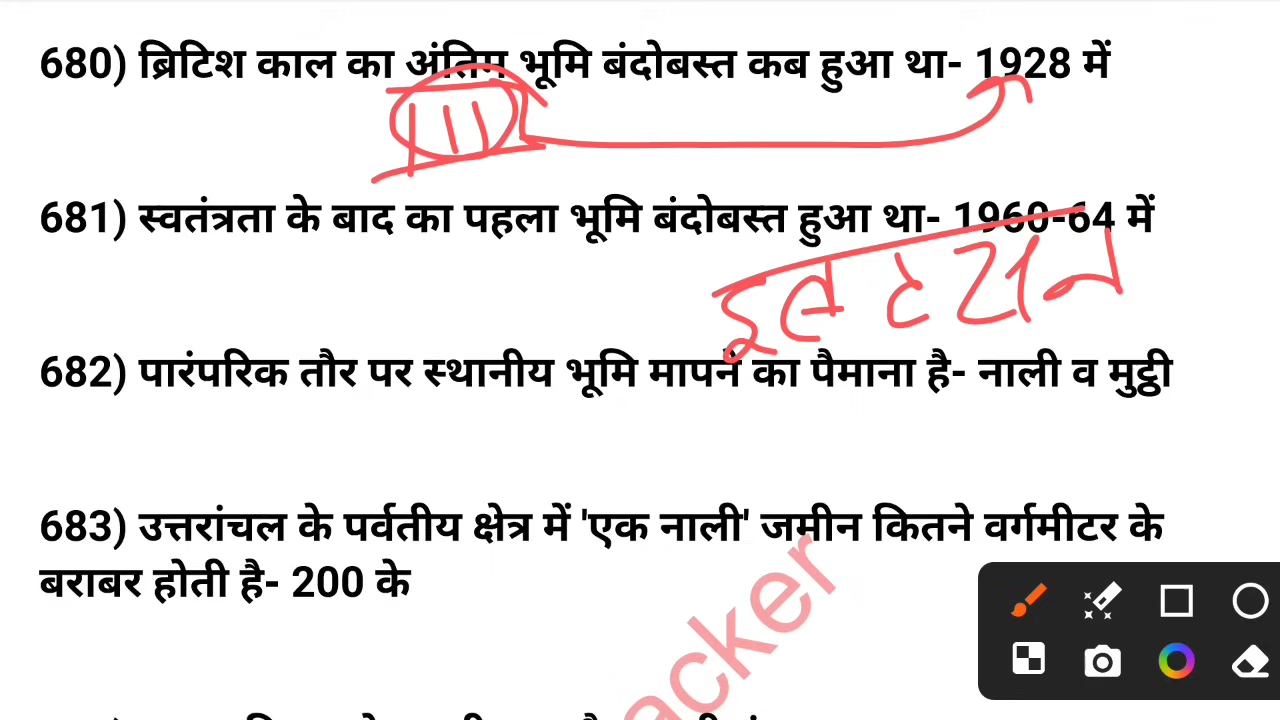 680) ब्रिटिश काल का अंतिम भूमि बंदोबस्त कब हुआ था- 1928 में
681) स्वतंत्रता के बाद का पहला भूमि बंदोबस्त हुआ था- 1960-64 में
682) पारंपरिक तौर पर स्थानीय भूमि मापने का पैमाना है- नाली व मुट्ठी
683) उत्तरांचल के पर्वतीय क्षेत्र में 'एक नाली' जमीन कितने वर्गमीटर के
बराबर होती है- 200 के
acker